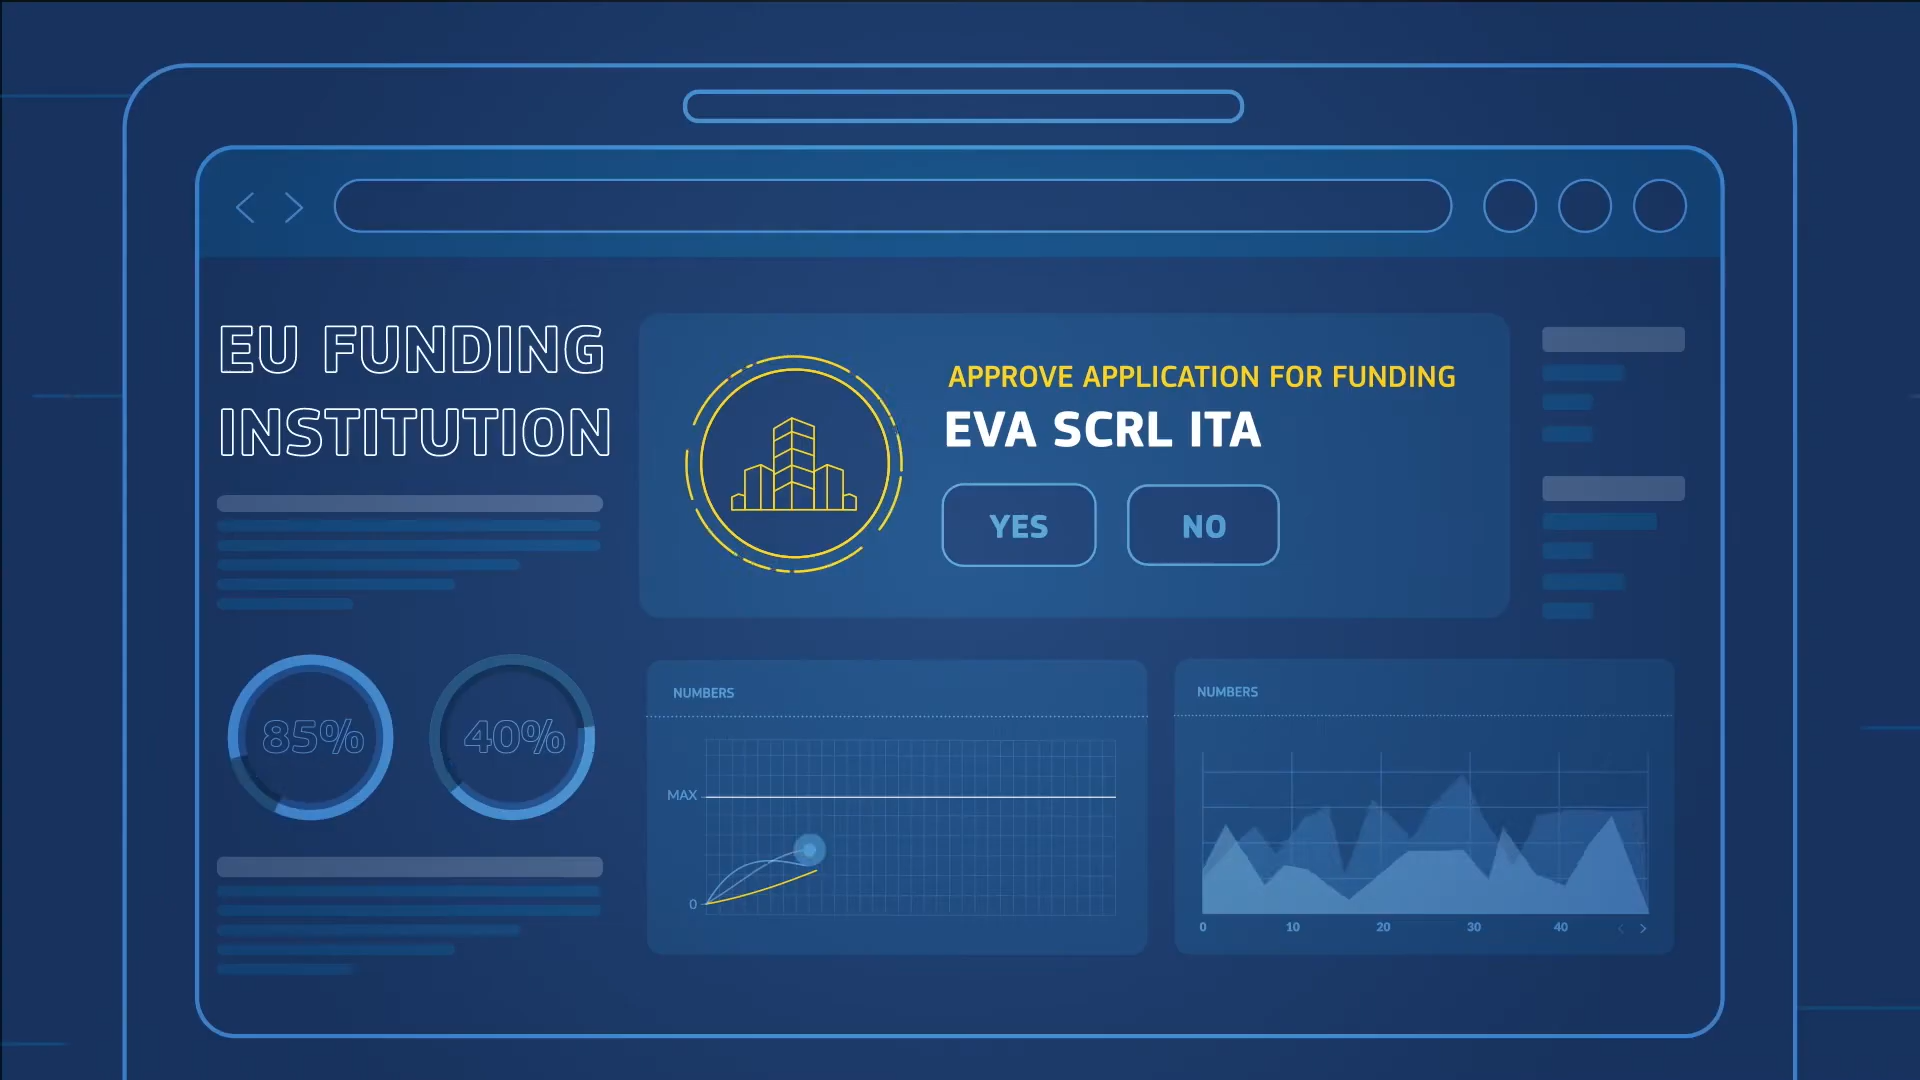 EU FUNDING
INSTITUTION
APPROVE APPLICATION FOR FUNDING
EVA SCRL ITA
YES
NO
85%
40%
NUMBERS
MAX
0
NUMBERS
0 10 20 30 40